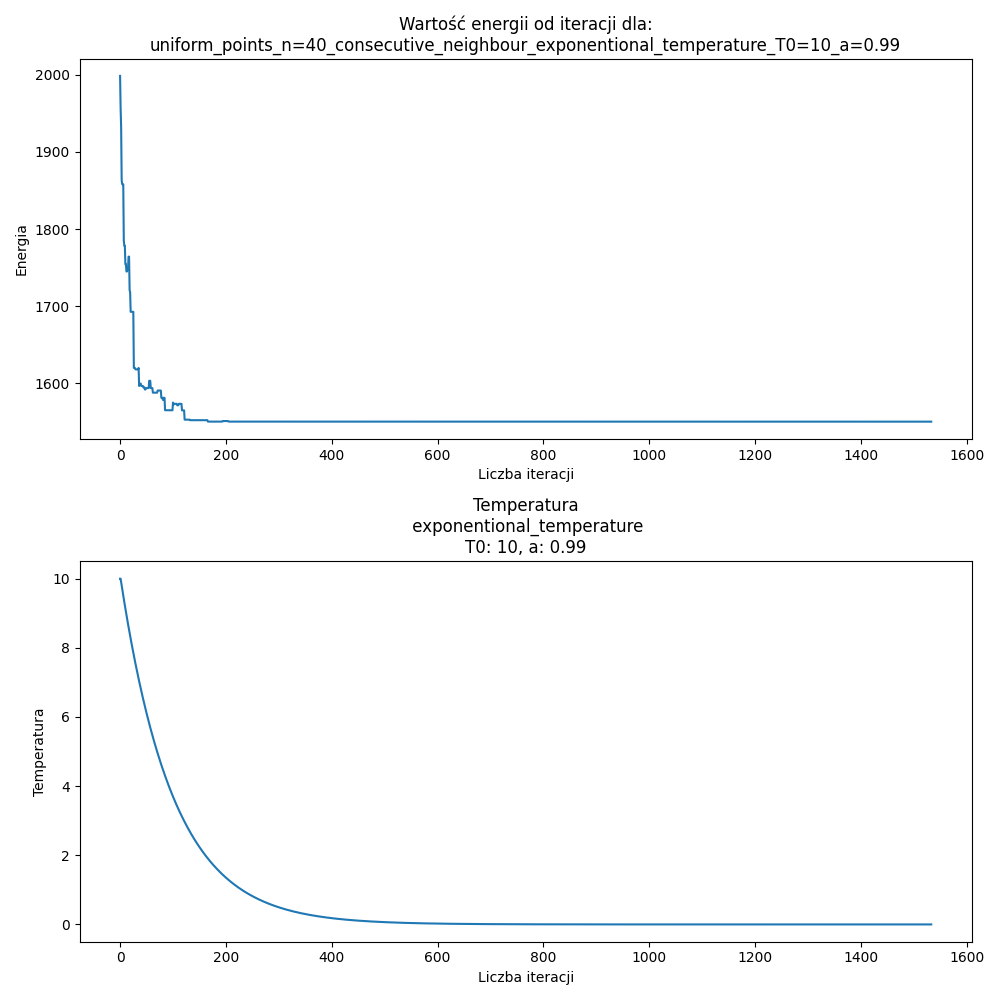 Wartość energii od iteracji dla:
uniform_points_n=40_consecutive_neighbour_exponentional_temperature_T0=10_a=0.99
2000
1900
1800
1700
1600
Energia
0 200 400 600 800 1000 1200 1400 1600
Liczba iteracji
Temperatura
exponentional_temperature
T0: 10, a: 0.99
10
8
6
4
2
0
Temperatura
0 200 400 600 800 1000 1200 1400 1600
Liczba iteracji